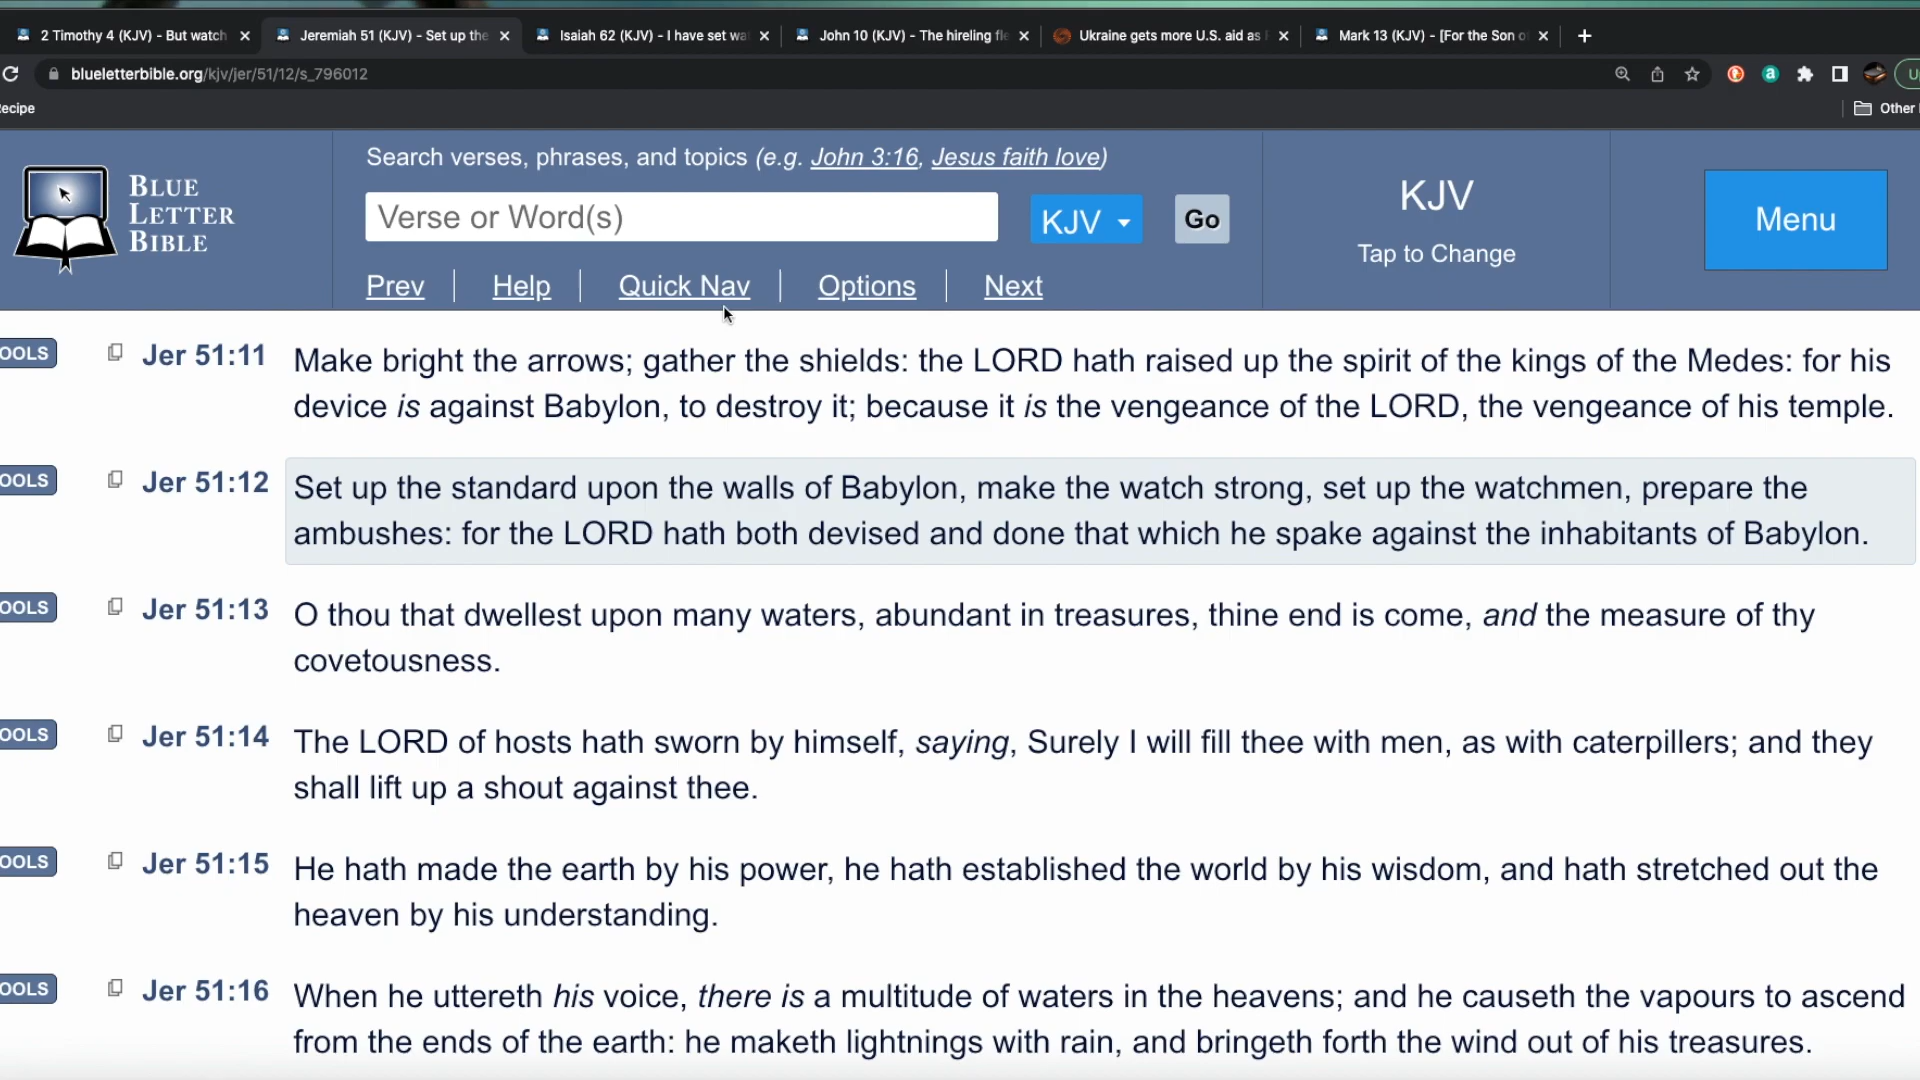 2 Timothy 4 (KJV) - But watch
Jeremiah 51 (KJV) - Set up the
Isaiah 62 (KJV) - I have set wa
John 10 (KJV) - The hireling fle
Ukraine gets more U.S. aid as
Mark 13 (KJV) - [For the Son o
blueletterbible.org/kjv/jer/51/12/s_796012
ecipe
Other
Search verses, phrases, and topics (e.g. John 3:16, Jesus faith love)
BLUE
LETTER
BIBLE
Verse or Word(s)
KJV
Go
KJV
Tap to Change
Menu
Prev
Help
Quick Nav
Options
Next
OOLS
Jer 51:11
Make bright the arrows; gather the shields: the LORD hath raised up the spirit of the kings of the Medes: for his
device is against Babylon, to destroy it; because it is the vengeance of the LORD, the vengeance of his temple.
OOLS
Jer 51:12
Set up the standard upon the walls of Babylon, make the watch strong, set up the watchmen, prepare the
ambushes: for the LORD hath both devised and done that which he spake against the inhabitants of Babylon.
OOLS
Jer 51:13
O thou that dwellest upon many waters, abundant in treasures, thine end is come, and the measure of thy
covetousness.
OOLS
Jer 51:14
The LORD of hosts hath sworn by himself, saying, Surely I will fill thee with men, as with caterpillers; and they
shall lift up a shout against thee.
OOLS
Jer 51:15
He hath made the earth by his power, he hath established the world by his wisdom, and hath stretched out the
heaven by his understanding.
OOLS
Jer 51:16
When he uttereth his voice, there is a multitude of waters in the heavens; and he causeth the vapours to ascend
from the ends of the earth: he maketh lightnings with rain, and bringeth forth the wind out of his treasures.